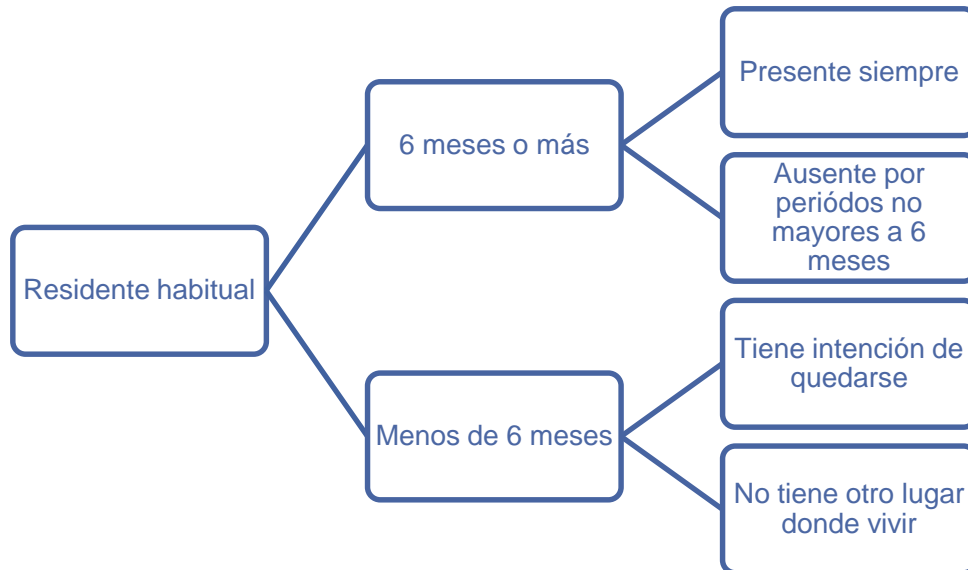 Presente siempre
6 meses o más
Ausente por
periódos no
mayores a 6
meses
Residente habitual
Tiene intención de
quedarse
Menos de 6 meses
No tiene otro lugar
donde vivir